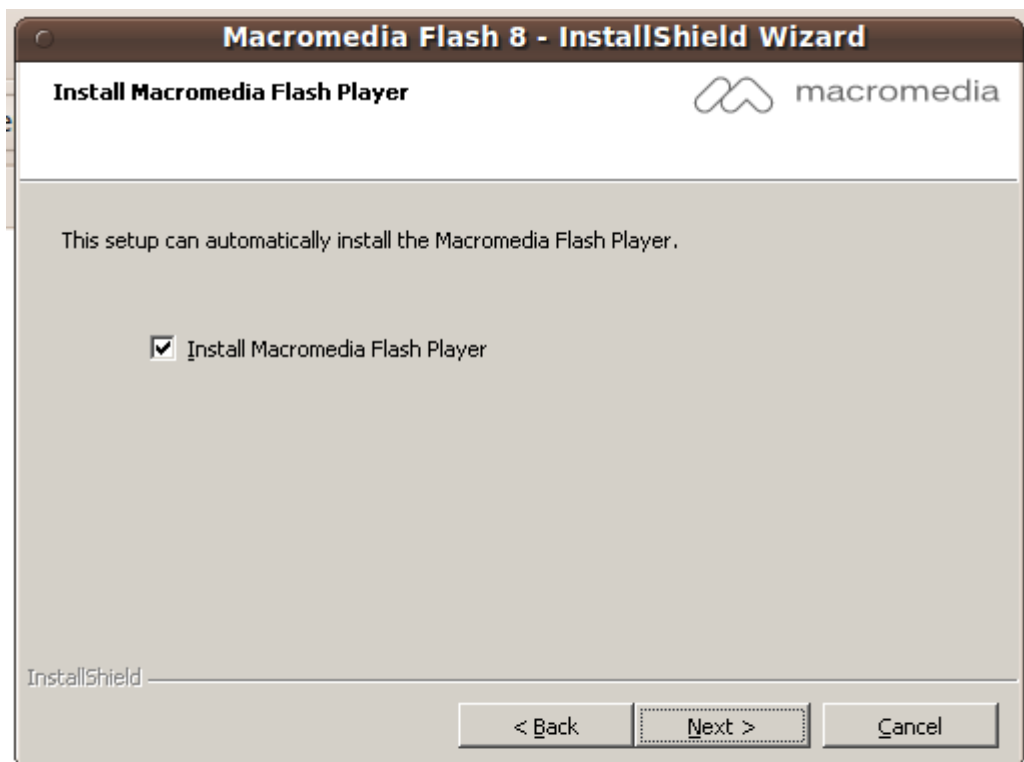 Macromedia Flash 8 - InstallShield Wizard
Install Macromedia Flash Player
macromedia
This setup can automatically install the Macromedia Flash Player.
Install Macromedia Flash Player
InstallShield
< Back
Next >
Cancel